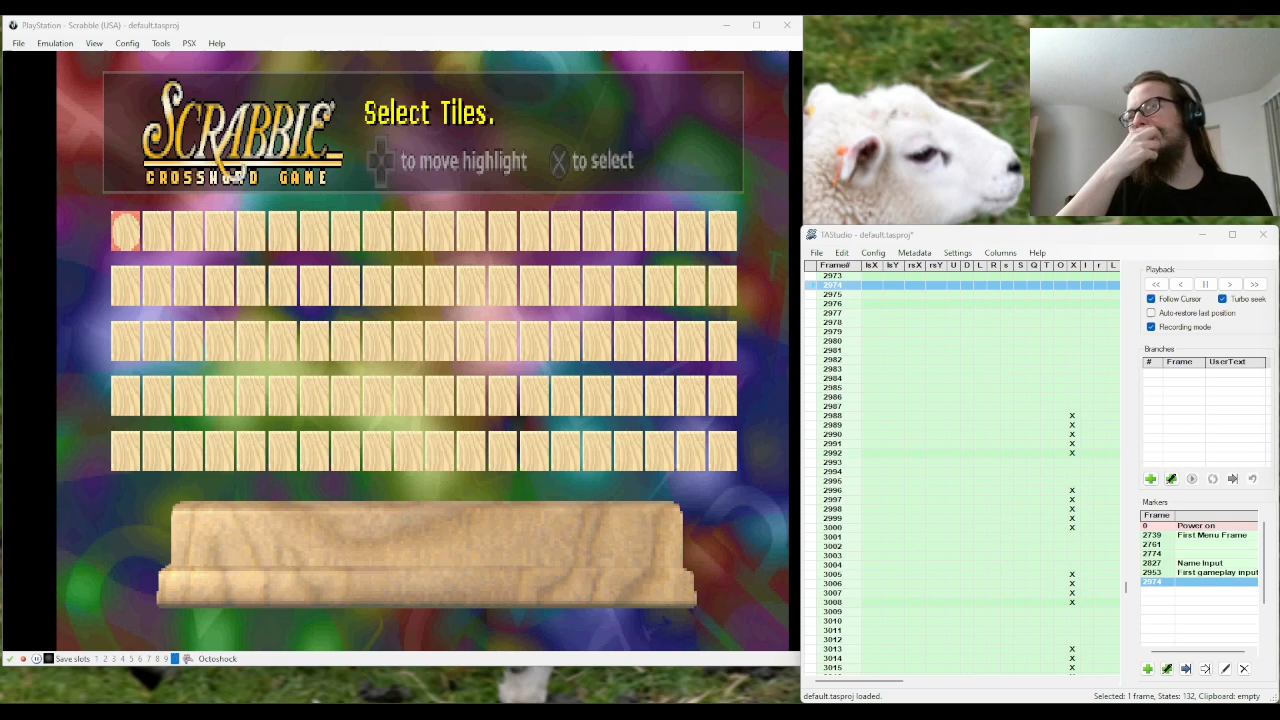 PlayStation - Scrabble (USA) - default.tasproj
File Emulation View Config Tools PSX Help
SCRABBLE
CROSSWORD GAME
Select Tiles.
to move highlight X to select
Save slots 1 2 3 4 5 6 7 8 9 Octoshock
TAStudio - default.tasproj*
File Edit Config Metadata Settings Columns Help
Frame# lsX lsY rsX rsY U D L R s S Q T O X l r L
2973
2974
2975
2976
2977
2978
2979
2980
2981
2982
2983
2984
2985
2986
2987
2988 X
2989 X
2990 X
2991 X
2992 X
2993
2994
2995
2996 X
2997 X
2998 X
2999 X
3000 X
3001
3002
3003
3004
3005 X
3006 X
3007 X
3008 X
3009
3010
3011
3012
3013 X
3014 X
3015 X
default.tasproj loaded.
Selected: 1 frame, States: 132, Clipboard: empty
Playback
<< < || > >>
Follow Cursor Turbo seek
Auto-restore last position
Recording mode
Branches
# Frame UserText
Markers
Frame
0 Power on
2739 First Menu Frame
2761
2774
2827 Name Input
2953 First gameplay input
2974